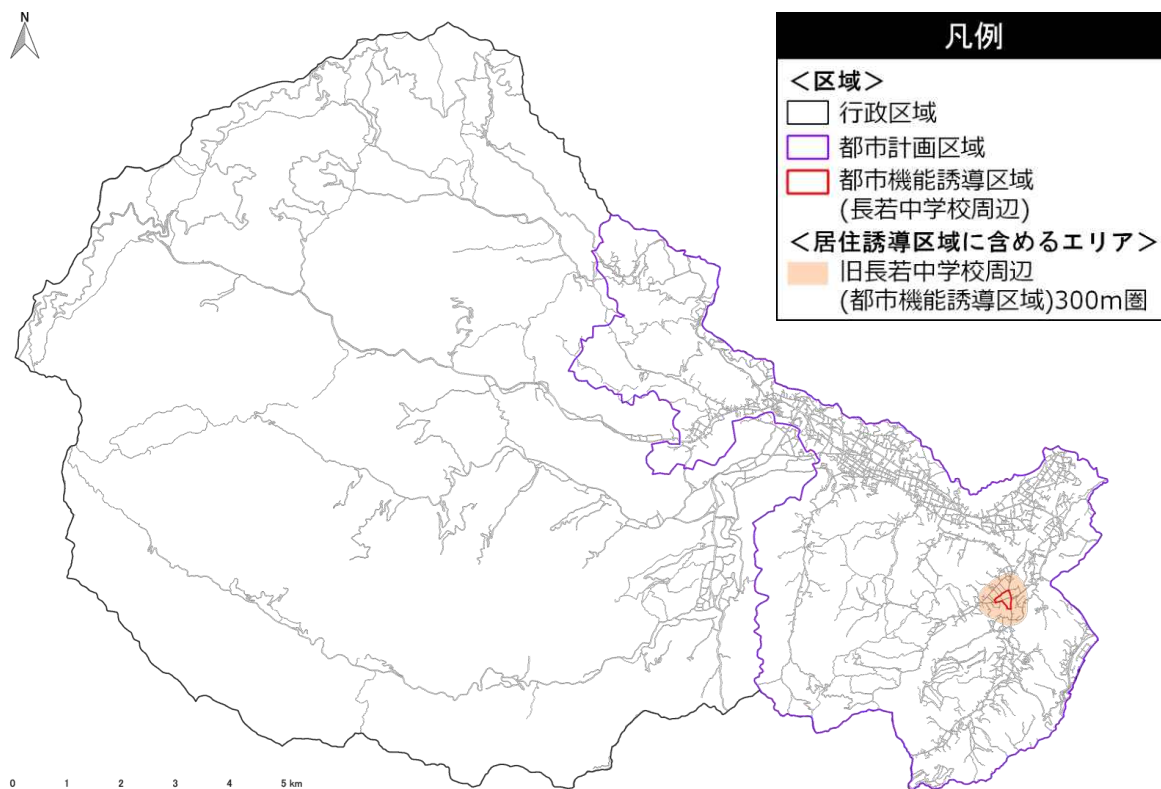 N
凡例
＜区域＞
行政区域
都市計画区域
都市機能誘導区域
(長若中学校周辺)
＜居住誘導区域に含めるエリア＞
旧長若中学校周辺
(都市機能誘導区域)300m圏
0 1 2 3 4 5 km